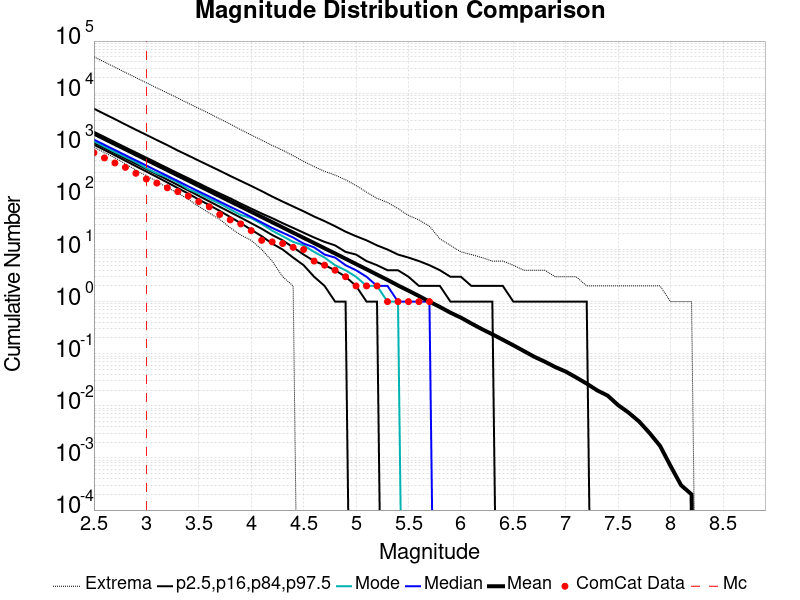 Magnitude Distribution Comparison
10^5
10^4
10^3
10^2
10^1
10^0
10^-1
10^-2
10^-3
10^-4
Cumulative Number
2.5 3 3.5 4 4.5 5 5.5 6 6.5 7 7.5 8 8.5
Magnitude
Extrema p2.5,p16,p84,p97.5 Mode Median Mean ComCat Data Mc